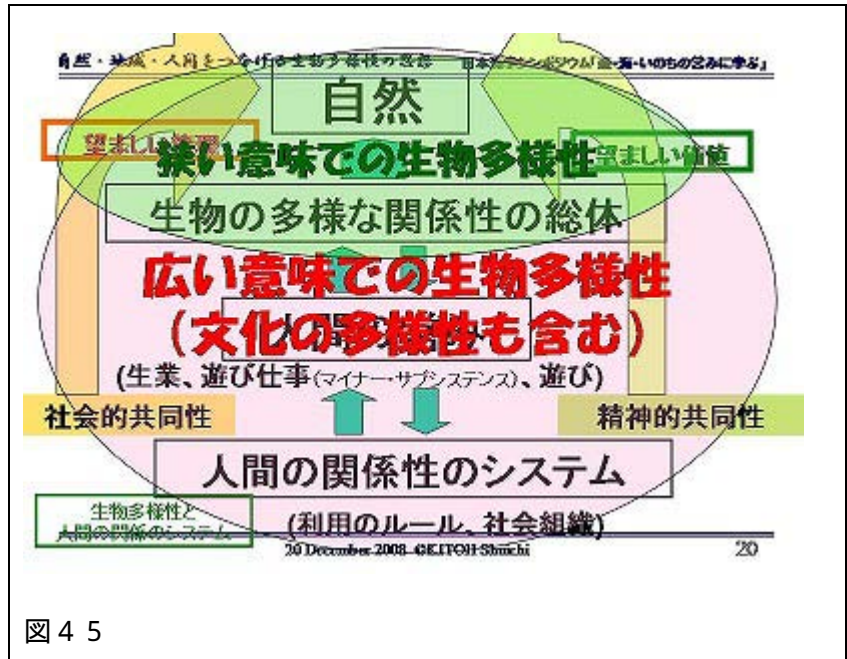 自然・地域・人間をつなげる生物多様性の思想 日本 シンポジウム「森・海・いのちの営みに学ぶ」
自然
望ましい管理
狭い意味での生物多様性
望ましい価値
生物の多様な関係性の総体
広い意味での生物多様性
(文化の多様性も含む)
人間の
(生業、遊び仕事(マイナー・サブシステンス)、遊び)
社会的共同性
精神的共同性
人間の関係性のシステム
生物多様性と
人間の関係のシステム
(利用のルール、社会組織)
20 December 2008 ©KITOH Shuichi
20
図45